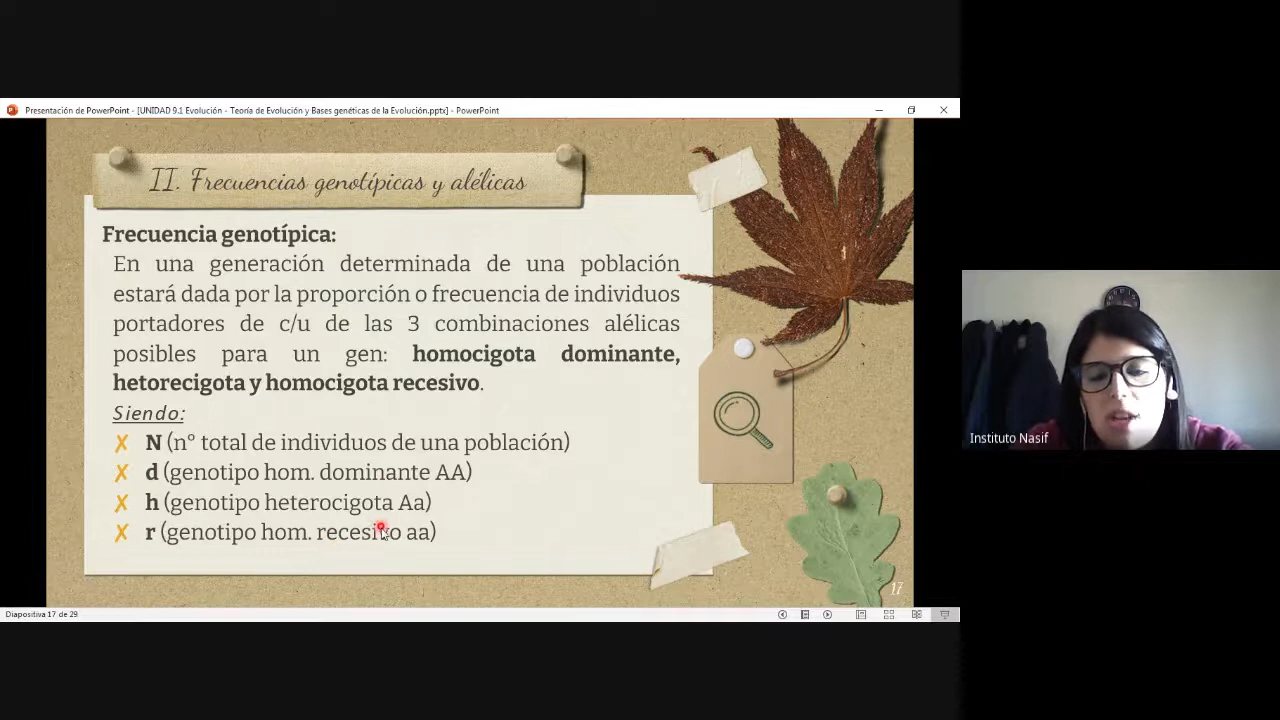 Presentación de PowerPoint - [UNIDAD 9.1 Evolución - Teoría de Evolución y Bases genéticas de la Evolución.pptx] - PowerPoint
II. Frecuencias genotípicas y alélicas
Frecuencia genotípica:
En una generación determinada de una población
estará dada por la proporción o frecuencia de individuos
portadores de c/u de las 3 combinaciones alélicas
posibles para un gen: homocigota dominante,
hetorecigota y homocigota recesivo.
Siendo:
✗ N (n° total de individuos de una población)
✗ d (genotipo hom. dominante AA)
✗ h (genotipo heterocigota Aa)
✗ r (genotipo hom. recesivo aa)
17
Diapositiva 17 de 29
Instituto Nasif